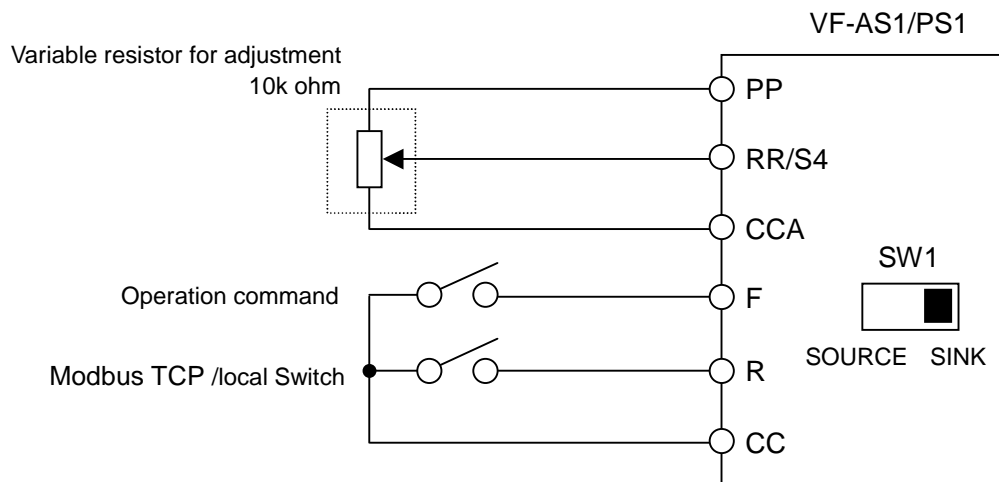 VF-AS1/PS1
Variable resistor for adjustment
10k ohm
PP
RR/S4
CCA
SW1
Operation command
F
SOURCE SINK
Modbus TCP /local Switch
R
CC